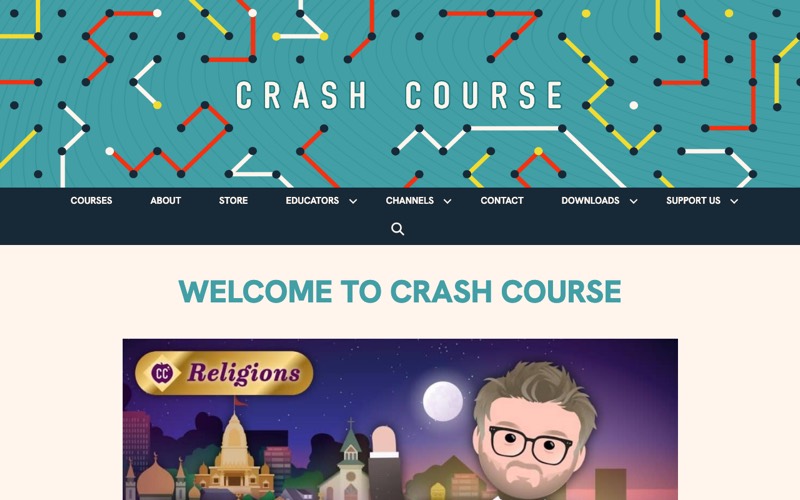 CRASH COURSE
COURSES ABOUT STORE EDUCATORS CHANNELS CONTACT DOWNLOADS SUPPORT US
WELCOME TO CRASH COURSE
CC Religions